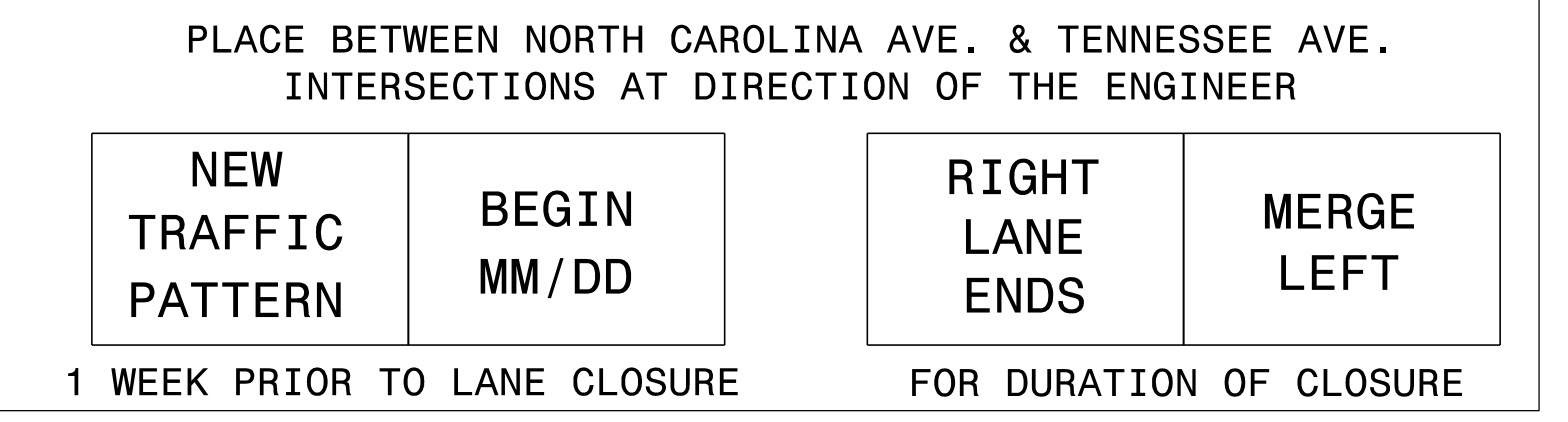 PLACE BETWEEN NORTH CAROLINA AVE. & TENNESSEE AVE.
INTERSECTIONS AT DIRECTION OF THE ENGINEER
NEW
TRAFFIC
PATTERN
BEGIN
MM/DD
1 WEEK PRIOR TO LANE CLOSURE
RIGHT
LANE
ENDS
MERGE
LEFT
FOR DURATION OF CLOSURE